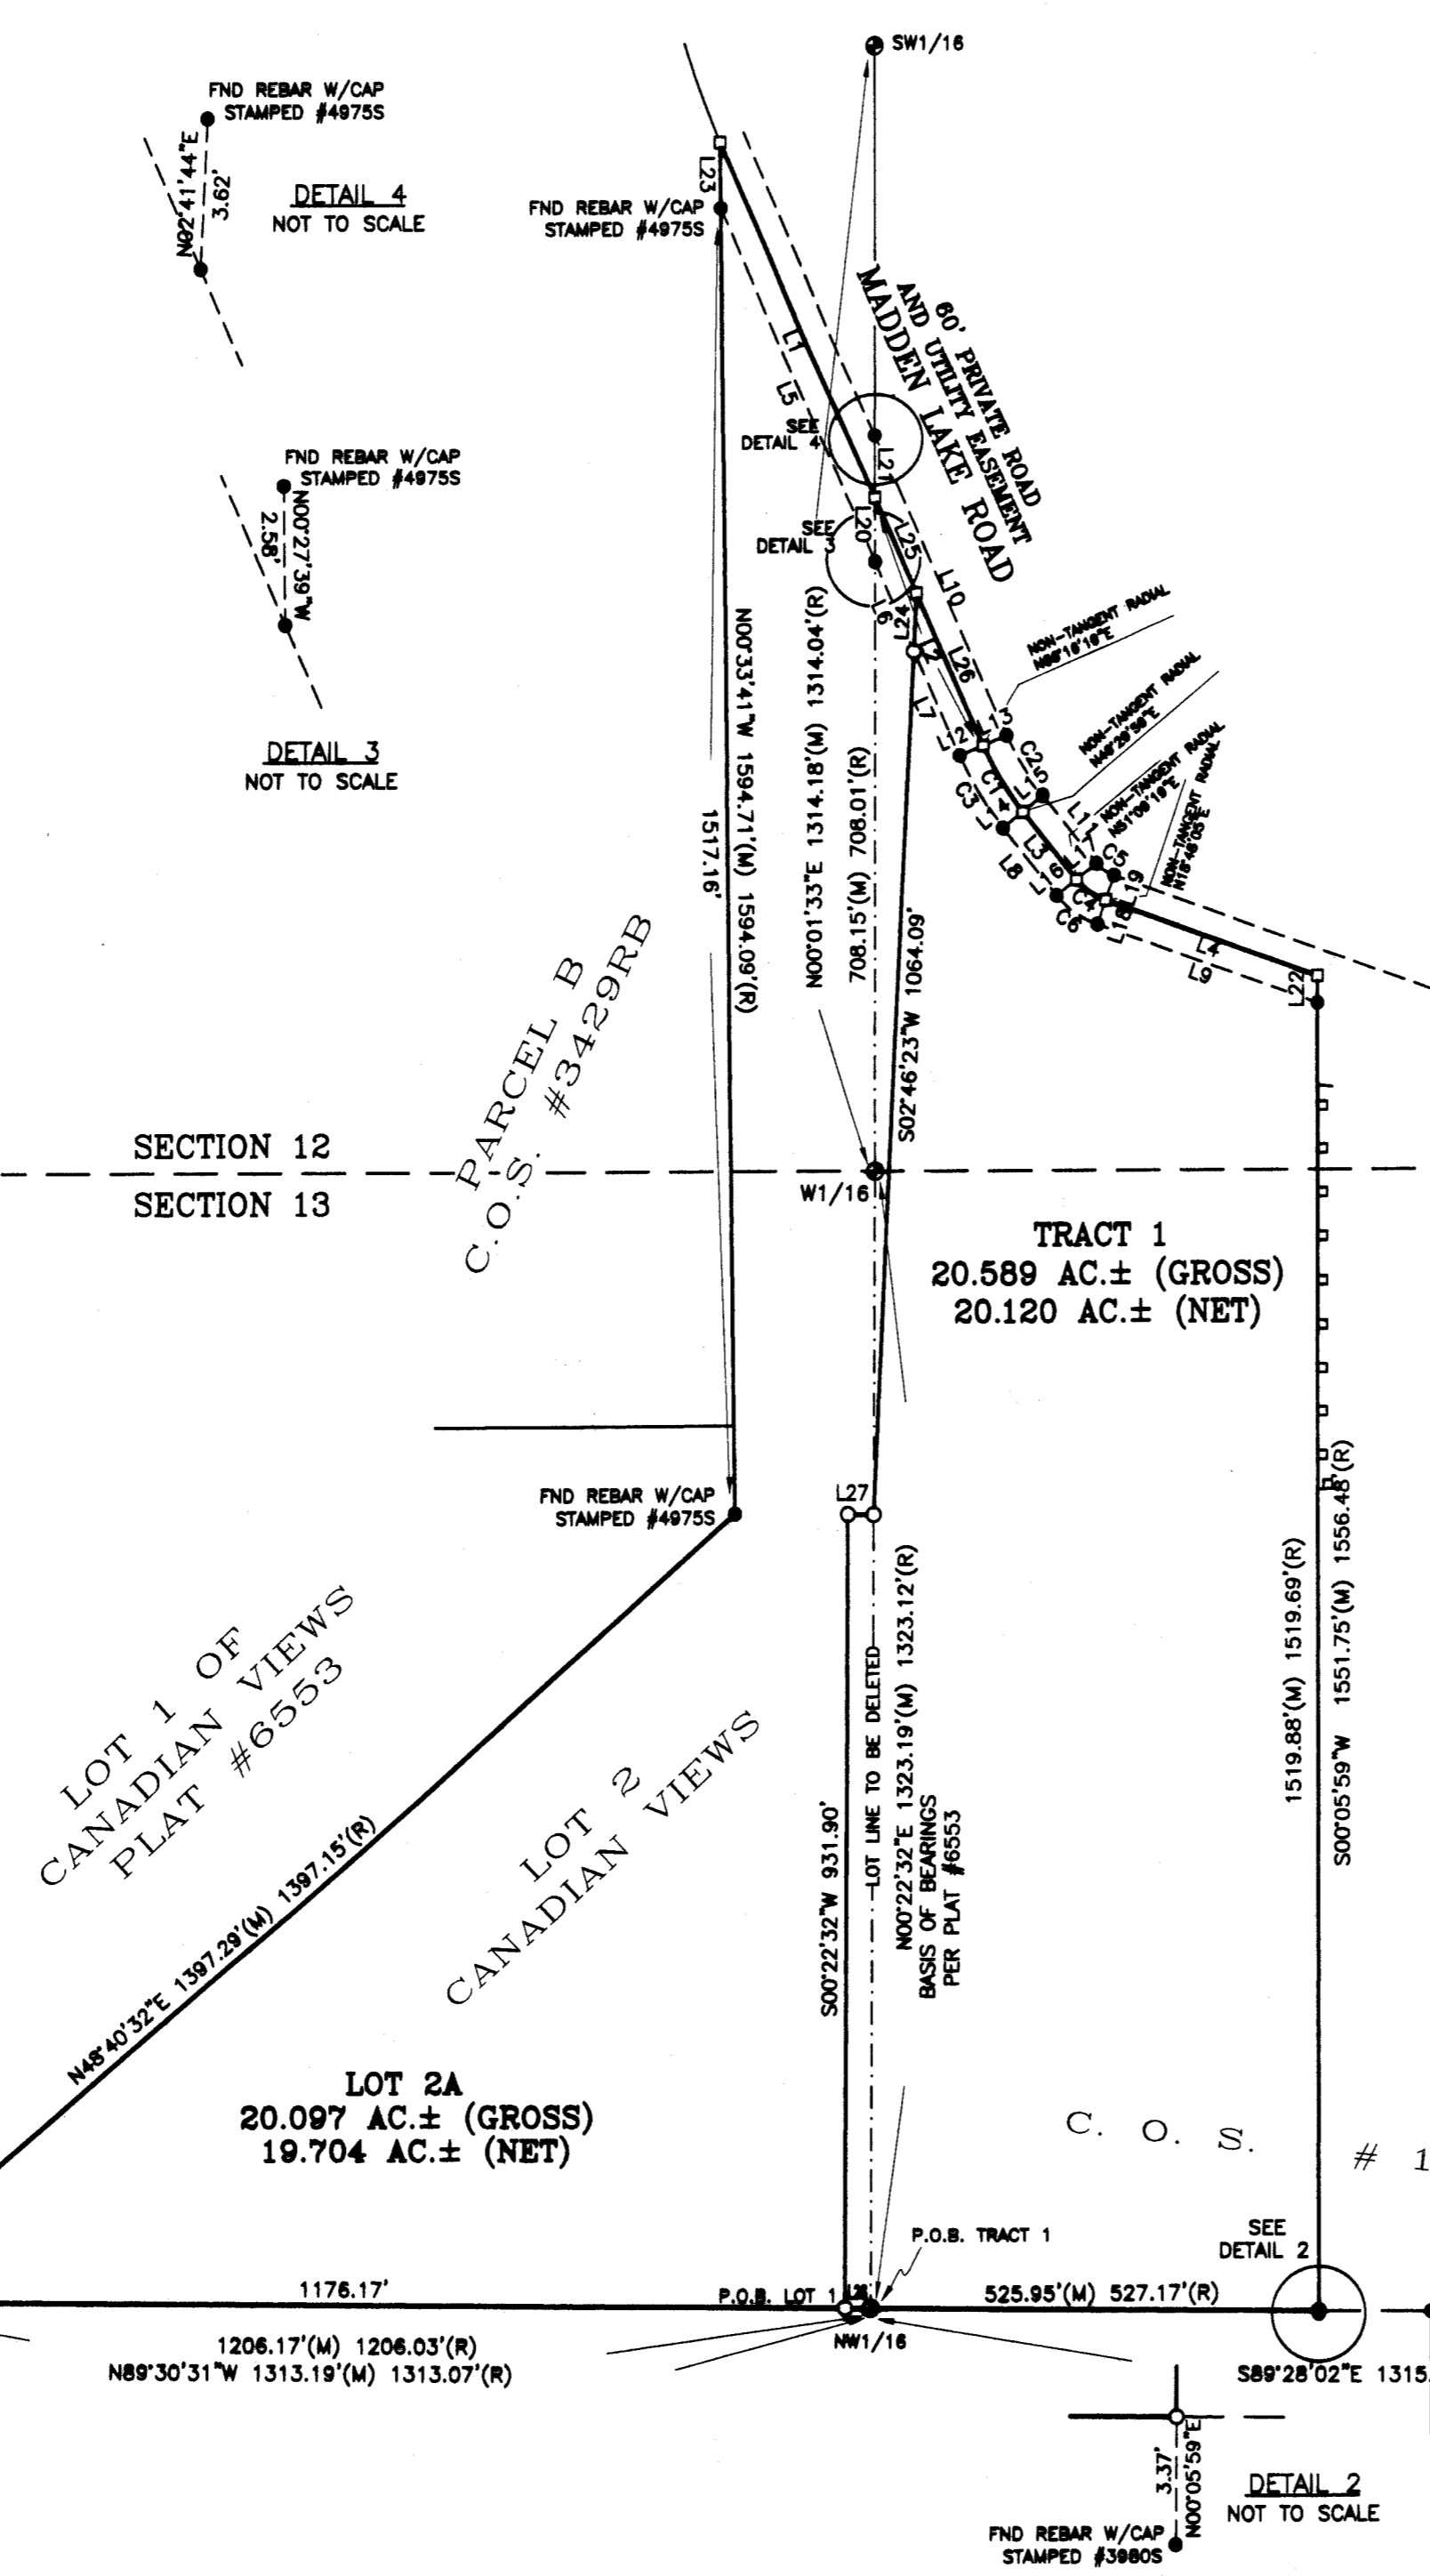 SW1/16
FND REBAR W/CAP
STAMPED #4975S
N02°41'44"E
3.62'
DETAIL 4
NOT TO SCALE
L23
FND REBAR W/CAP
STAMPED #4975S
60' PRIVATE ROAD
AND UTILITY EASEMENT
MADDEN LAKE ROAD
L1
L5
SEE
DETAIL 4
L21
FND REBAR W/CAP
STAMPED #4975S
N00°27'39"W
2.58'
SEE
DETAIL 3
L20
L25
L10
L6
L24
L2
L26
NON-TANGENT RADIAL
NON-TANGENT RADIAL
N51°09'19"E
NON-TANGENT RADIAL
NON-TANGENT RADIAL
DETAIL 3
NOT TO SCALE
L7
L12
L13
C2
C1
C3
L14
L15
L11
L3
L8
L16
L17
C5
C4
C6
L19
L18
L4
L9
L22
N00°33'41"W 1594.71'(M) 1594.09'(R)
1517.16'
N00°01'33"E 1314.18'(M) 1314.04'(R)
708.15'(M) 708.01'(R)
S02°46'23"W 1064.09'
PARCEL B
C.O.S. #3429RB
SECTION 12
SECTION 13
W1/16
TRACT 1
20.589 AC.± (GROSS)
20.120 AC.± (NET)
FND REBAR W/CAP
STAMPED #4975S
L27
LOT 1 OF
CANADIAN VIEWS
PLAT #6553
LOT 2
CANADIAN VIEWS
N48°40'32"E 1397.29'(M) 1397.15'(R)
S00°22'32"W 931.90'
LOT LINE TO BE DELETED
N00°22'32"E 1323.19'(M) 1323.12'(R)
BASIS OF BEARINGS
PER PLAT #6553
1519.88'(M) 1519.69'(R)
S00°05'59"W 1551.75'(M) 1556.48'(R)
LOT 2A
20.097 AC.± (GROSS)
19.704 AC.± (NET)
C. O. S. # 1
P.O.B. TRACT 1
SEE
DETAIL 2
1176.17'
P.O.B. LOT 1
525.95'(M) 527.17'(R)
NW1/16
1206.17'(M) 1206.03'(R)
N89°30'31"W 1313.19'(M) 1313.07'(R)
S89°28'02"E 1315.
3.37'
N00°05'59"E
DETAIL 2
NOT TO SCALE
FND REBAR W/CAP
STAMPED #3980S